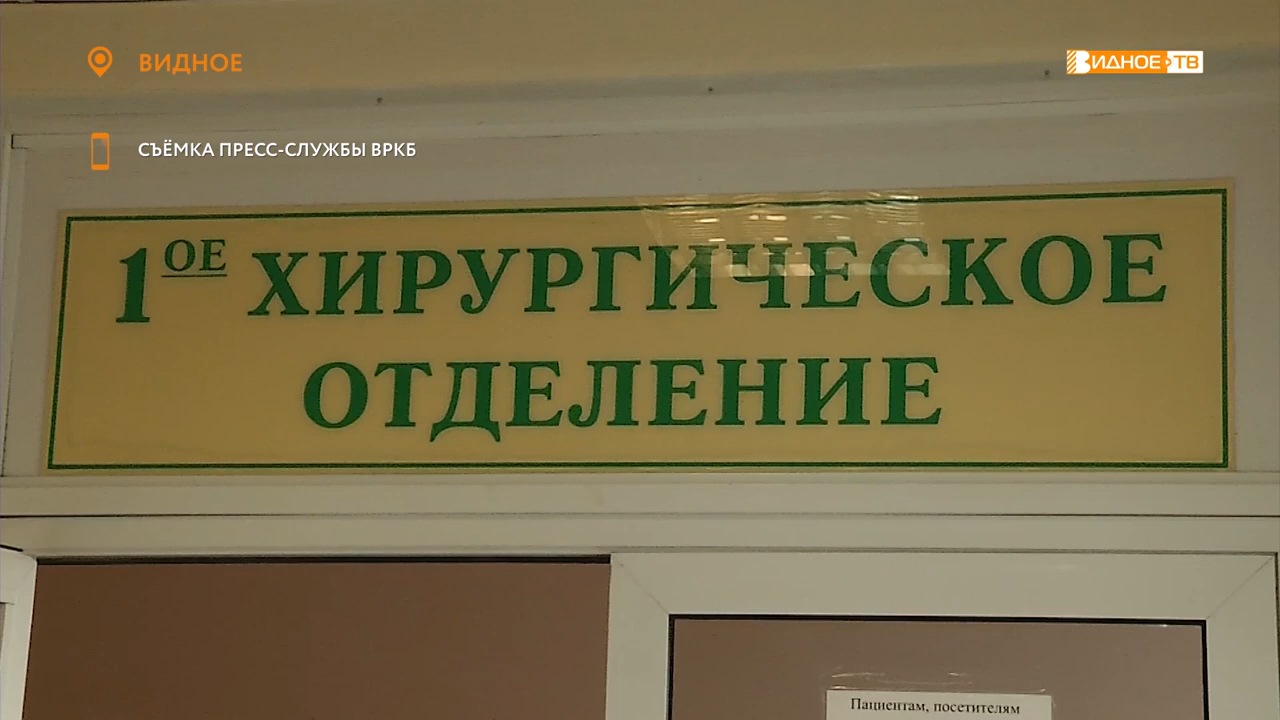 ВИДНОЕ
ВИДНОЕ ТВ
СЪЁМКА ПРЕСС-СЛУЖБЫ ВРКБ
1ОЕ ХИРУРГИЧЕСКОЕ
ОТДЕЛЕНИЕ
Пациентам, посетителям